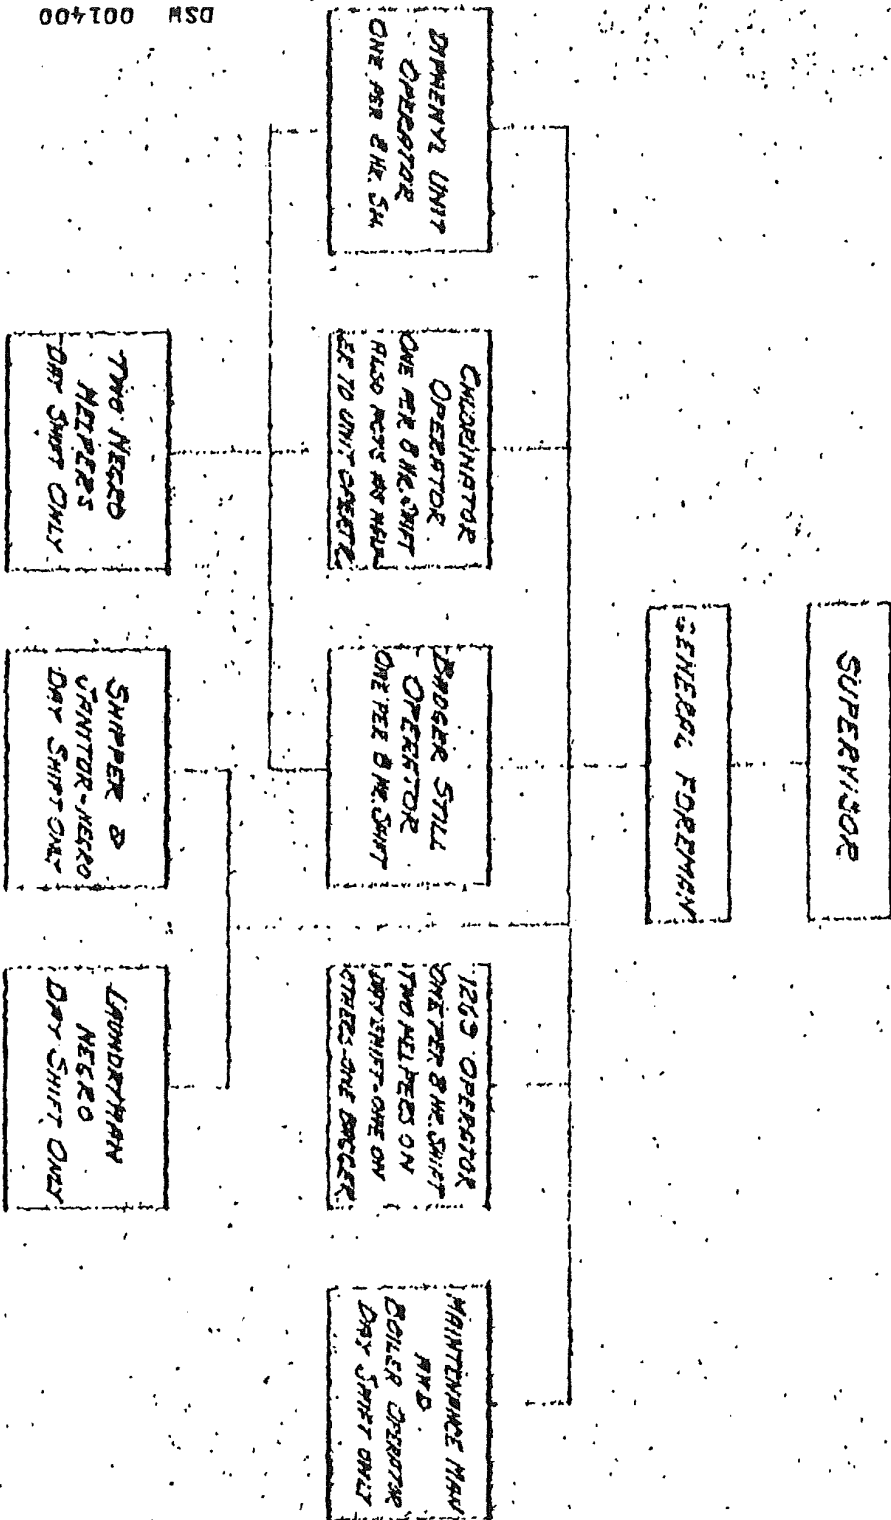 SUPERVISOR
GENERAL FOREMAN
DIPHENYL UNIT
OPERATOR
ONE PER 8 HR. SH.
CHLORINATOR
OPERATOR
ONE PER 8 HR. SHIFT
ALSO ACTS AS HELP-
ER TO UNIT OPERTR.
BADGER STILL
OPERATOR
ONE PER 8 HR. SHIFT
1269 OPERATOR
ONE PER 8 HR. SHIFT
TWO HELPERS ON
DAY SHIFT-ONE ON
OTHERS-ONE BAGGER
MAINTENANCE MAN
AND
BOILER OPERATOR
DAY SHIFT ONLY
TWO NEGRO
HELPERS
DAY SHIFT ONLY
SHIPPER &
JANITOR-NEGRO
DAY SHIFT ONLY
LAUNDRYMAN
NEGRO
DAY SHIFT ONLY
DSW 001400